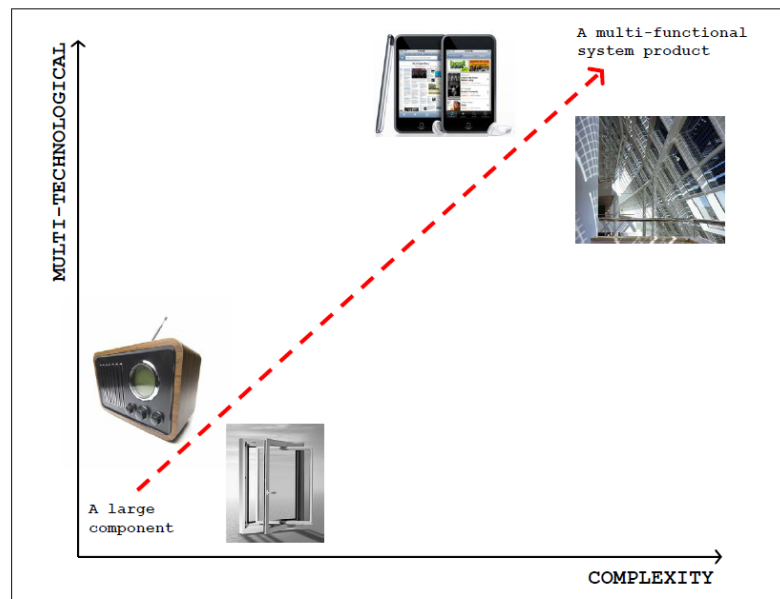 A multi-functional
system product
MULTI-TECHNOLOGICAL
A large
component
COMPLEXITY